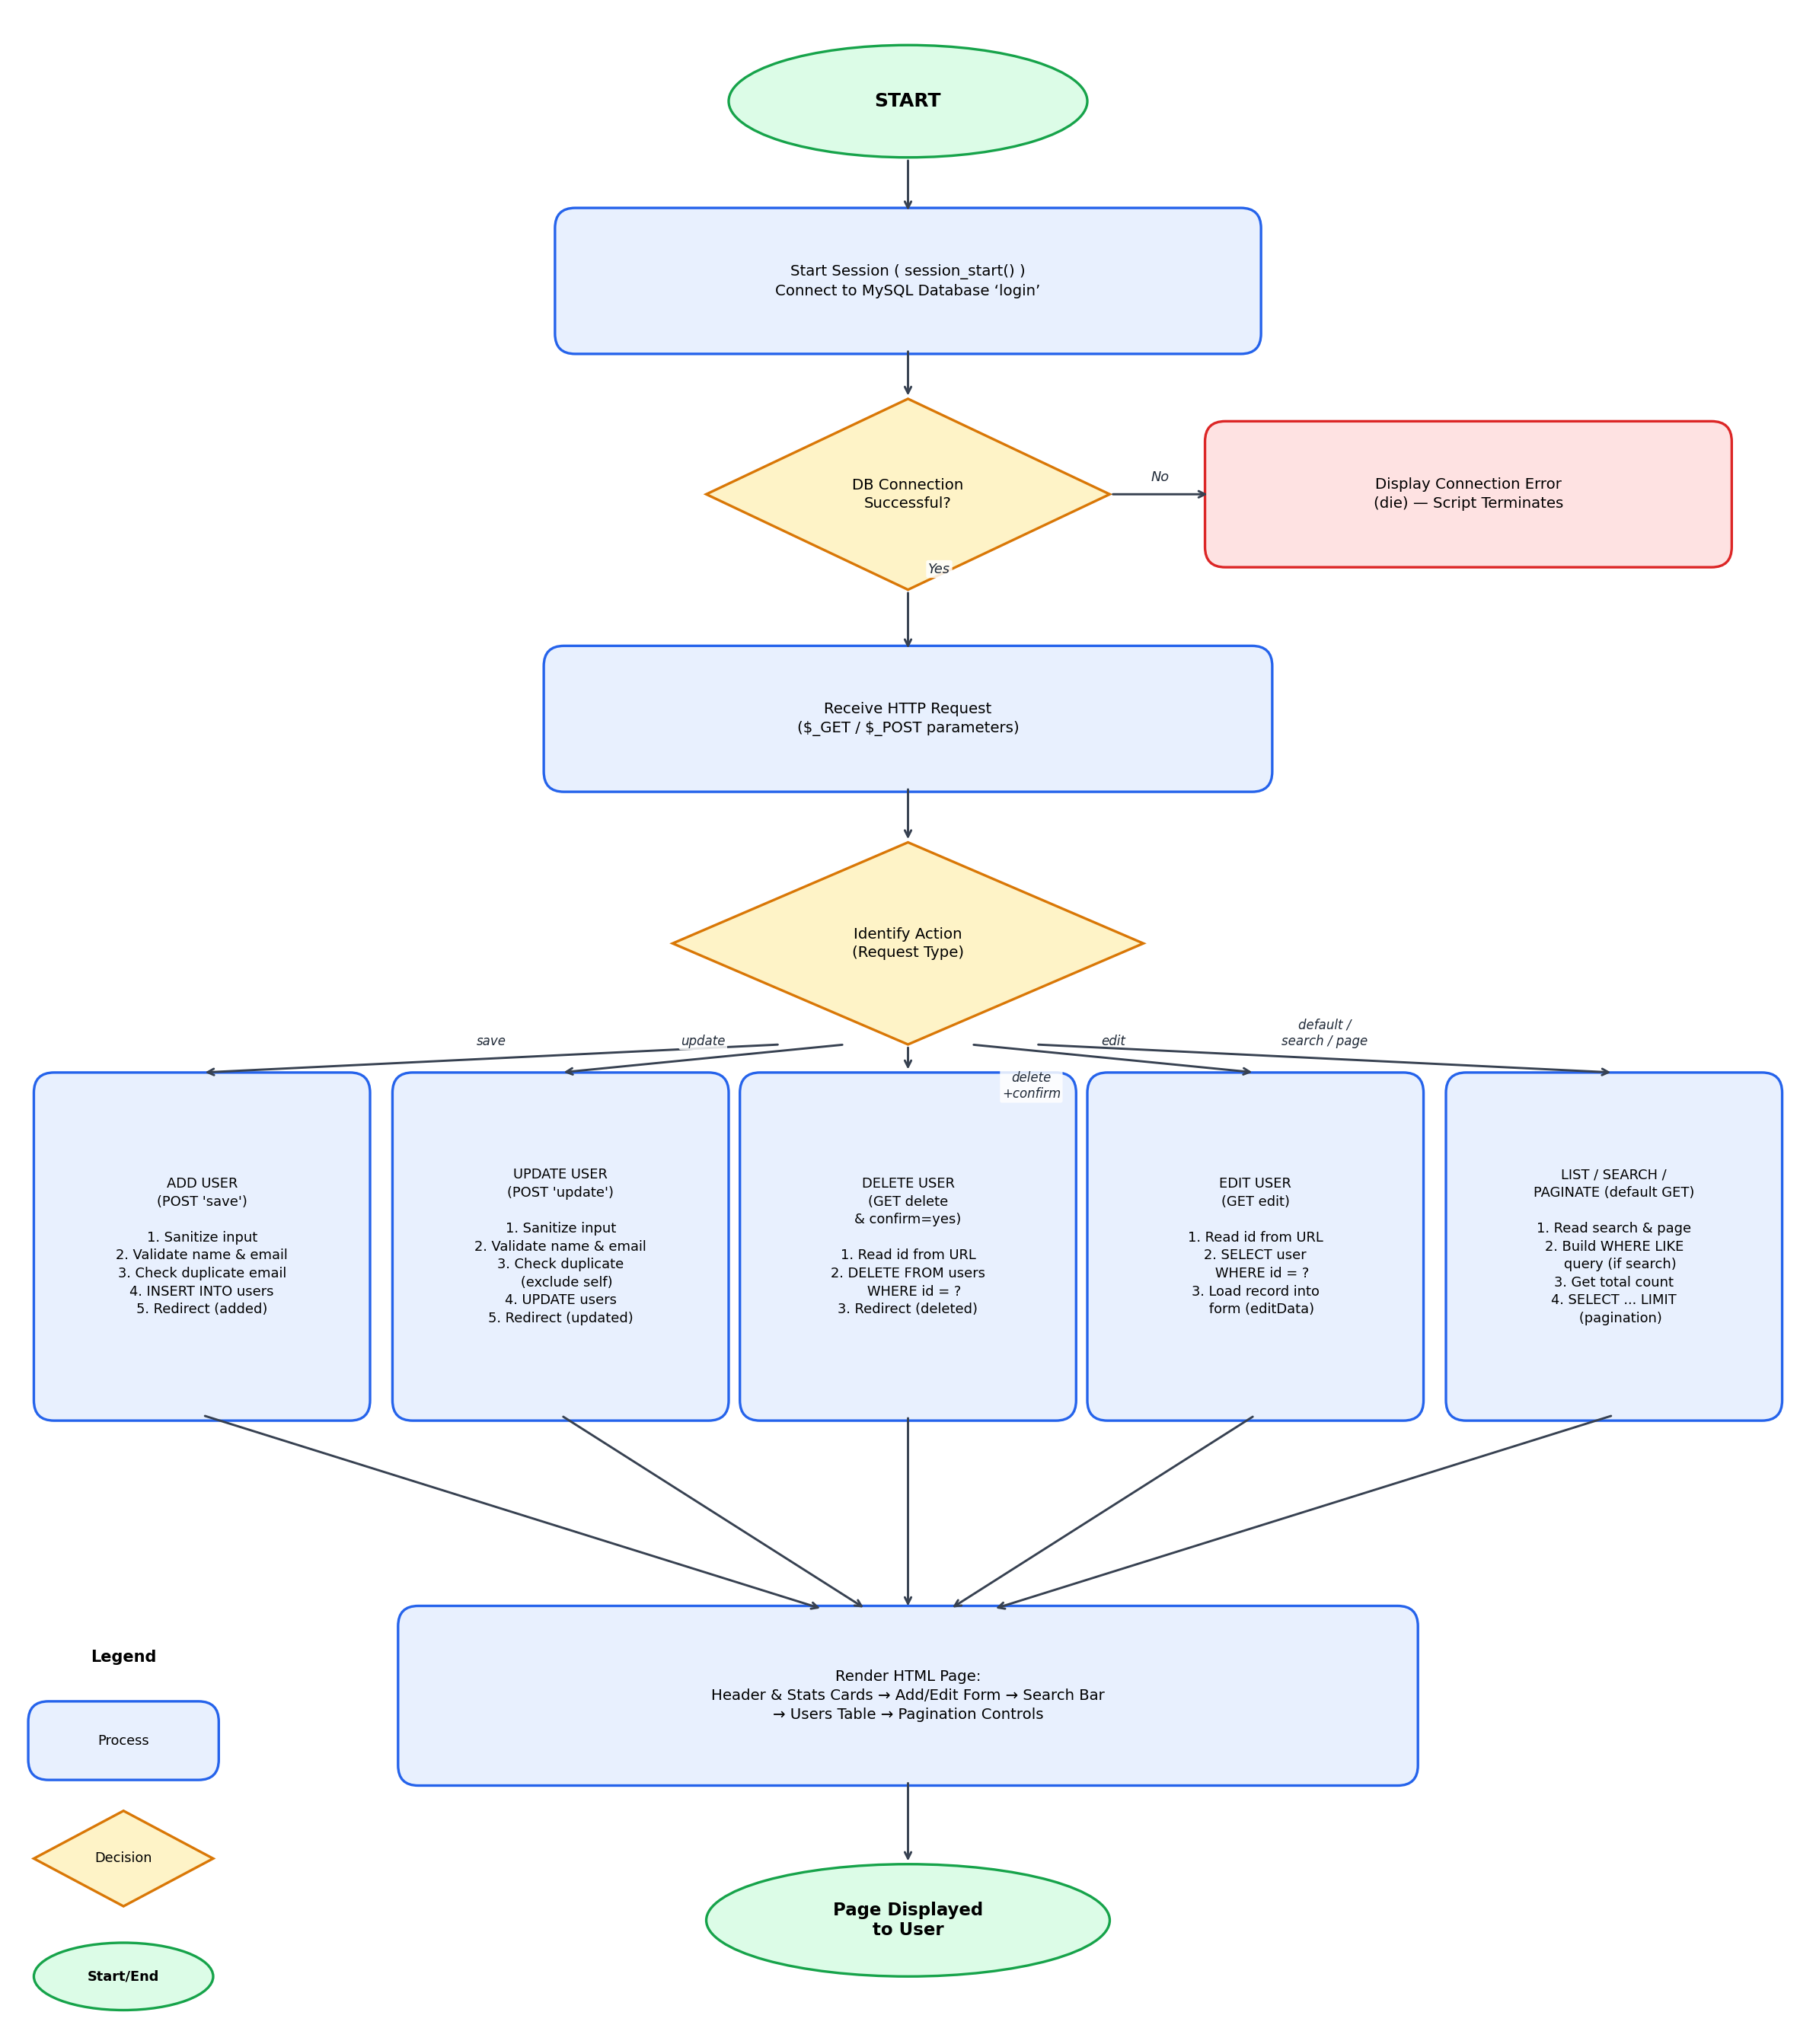 START
Start Session ( session_start() )
Connect to MySQL Database ‘login’
DB Connection
Successful?
No
Display Connection Error
(die) — Script Terminates
Yes
Receive HTTP Request
($_GET / $_POST parameters)
Identify Action
(Request Type)
save
update
delete
+confirm
edit
default /
search / page
ADD USER
(POST 'save')
1. Sanitize input
2. Validate name & email
3. Check duplicate email
4. INSERT INTO users
5. Redirect (added)
UPDATE USER
(POST 'update')
1. Sanitize input
2. Validate name & email
3. Check duplicate
(exclude self)
4. UPDATE users
5. Redirect (updated)
DELETE USER
(GET delete
& confirm=yes)
1. Read id from URL
2. DELETE FROM users
WHERE id = ?
3. Redirect (deleted)
EDIT USER
(GET edit)
1. Read id from URL
2. SELECT user
WHERE id = ?
3. Load record into
form (editData)
LIST / SEARCH /
PAGINATE (default GET)
1. Read search & page
2. Build WHERE LIKE
query (if search)
3. Get total count
4. SELECT ... LIMIT
(pagination)
Render HTML Page:
Header & Stats Cards → Add/Edit Form → Search Bar
→ Users Table → Pagination Controls
Page Displayed
to User
Legend
Process
Decision
Start/End